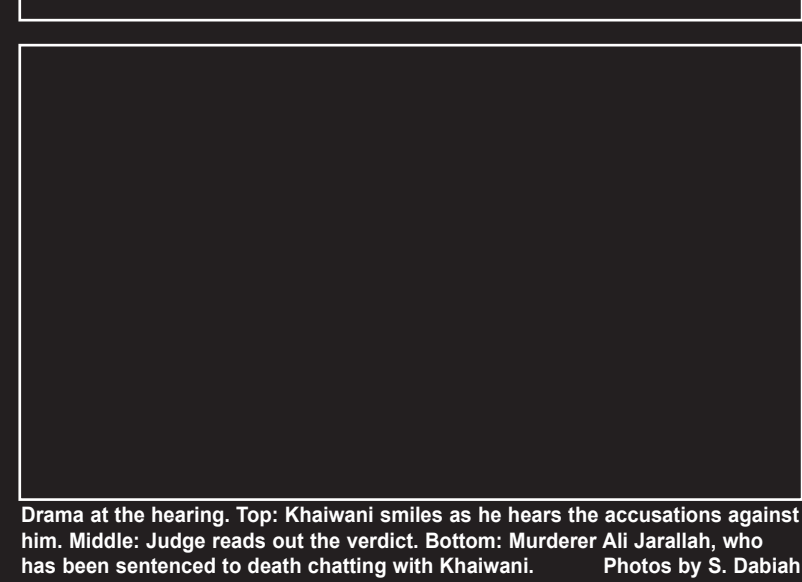 Drama at the hearing. Top: Khaiwani smiles as he hears the accusations against
him. Middle: Judge reads out the verdict. Bottom: Murderer Ali Jarallah, who
has been sentenced to death chatting with Khaiwani. Photos by S. Dabiah